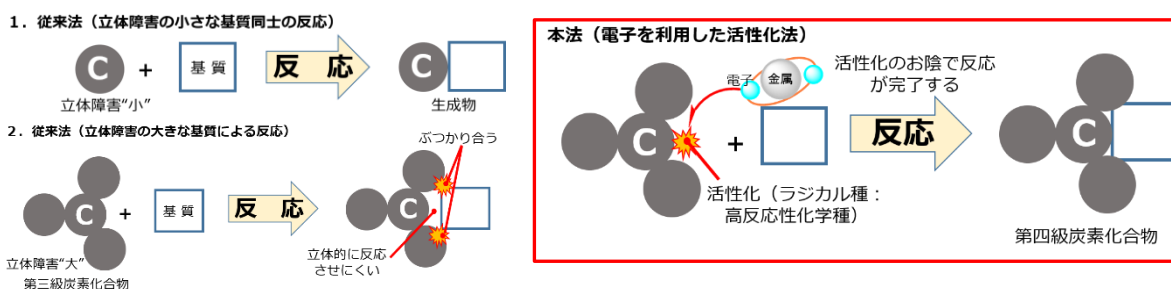 1．従来法（立体障害の小さな基質同士の反応）
C
+
基 質
反 応
C
立体障害“小”
生成物
2．従来法（立体障害の大きな基質による反応）
ぶつかり合う
C
+
基 質
反 応
C
立体的に反応
させにくい
立体障害“大”
第三級炭素化合物
本法（電子を利用した活性化法）
電子
金属
活性化のお陰で反応
が完了する
C
+
反応
C
活性化（ラジカル種：
高反応性化学種）
第四級炭素化合物